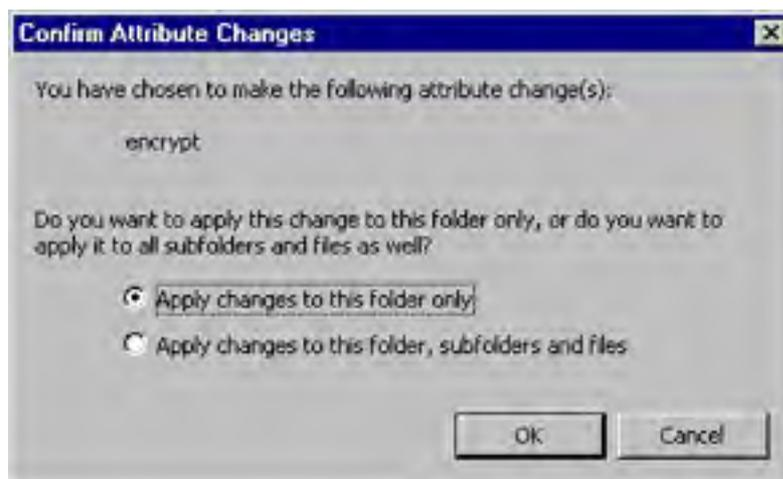 Confirm Attribute Changes
You have chosen to make the following attribute change(s):
encrypt
Do you want to apply this change to this folder only, or do you want to
apply it to all subfolders and files as well?
Apply changes to this folder only
Apply changes to this folder, subfolders and files
OK
Cancel